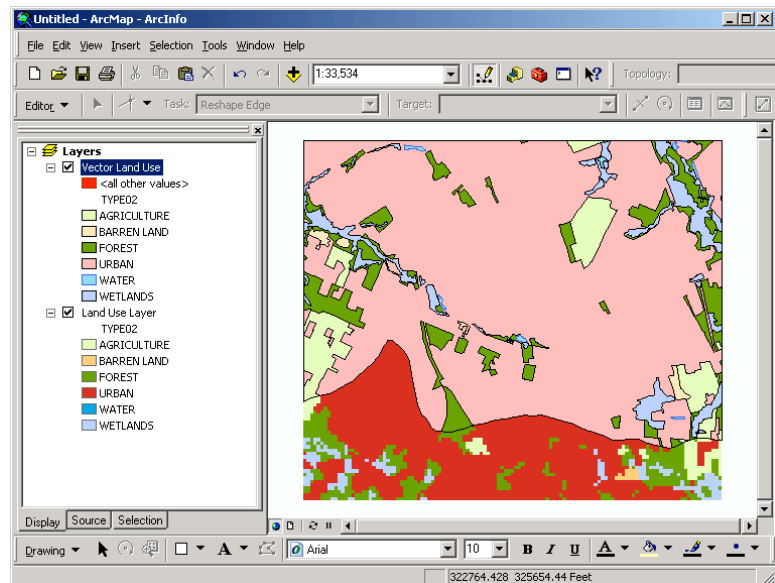 Untitled - ArcMap - ArcInfo
File Edit View Insert Selection Tools Window Help
1:33,534 Topology:
Editor Task: Reshape Edge Target:
Layers
Vector Land Use
<all other values>
TYPE02
AGRICULTURE
BARREN LAND
FOREST
URBAN
WATER
WETLANDS
Land Use Layer
TYPE02
AGRICULTURE
BARREN LAND
FOREST
URBAN
WATER
WETLANDS
Display Source Selection
Drawing A Arial 10 B I U A
322764.428 325654.44 Feet